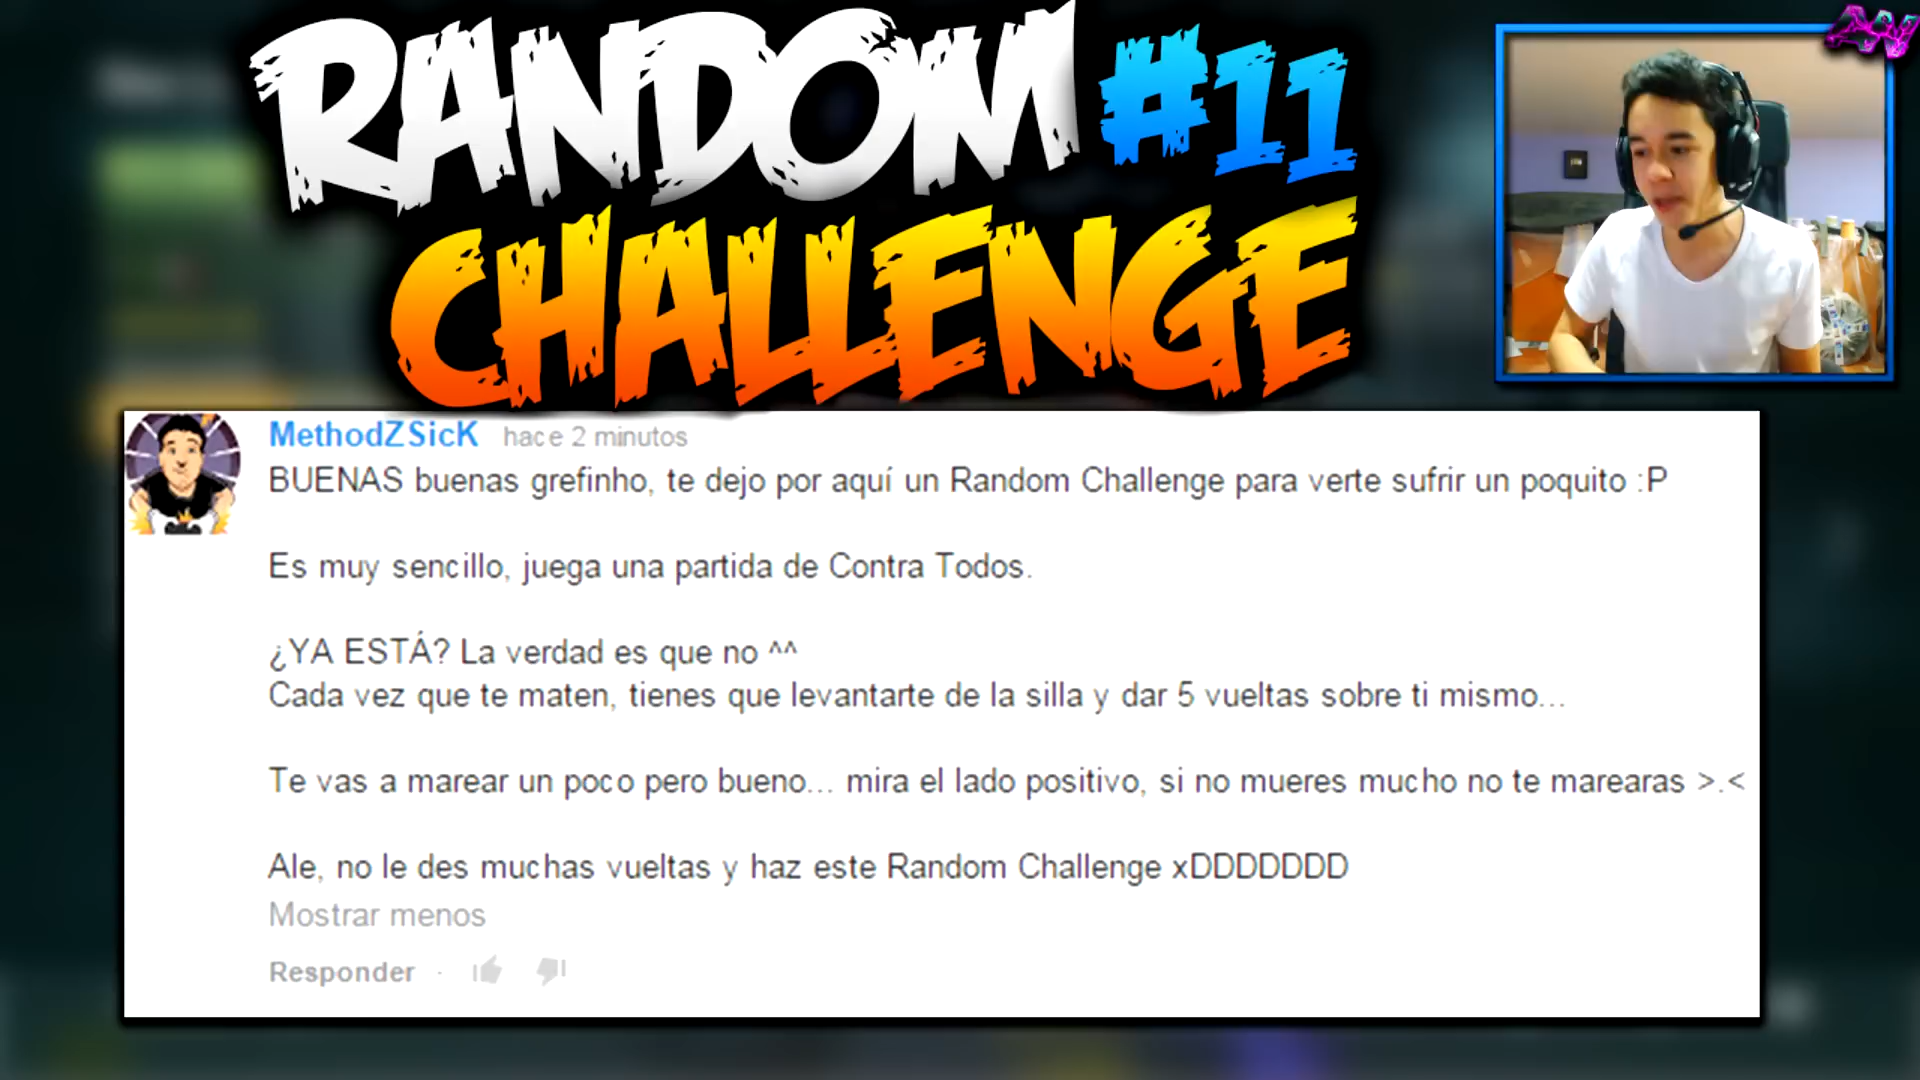 RANDOM #11
CHALLENGE
MethodZSicK hace 2 minutos
BUENAS buenas grefinho, te dejo por aquí un Random Challenge para verte sufrir un poquito :P
Es muy sencillo, juega una partida de Contra Todos.
¿YA ESTÁ? La verdad es que no ^^
Cada vez que te maten, tienes que levantarte de la silla y dar 5 vueltas sobre ti mismo...
Te vas a marear un poco pero bueno... mira el lado positivo, si no mueres mucho no te marearas >.<
Ale, no le des muchas vueltas y haz este Random Challenge xDDDDDDD
Mostrar menos
Responder ·